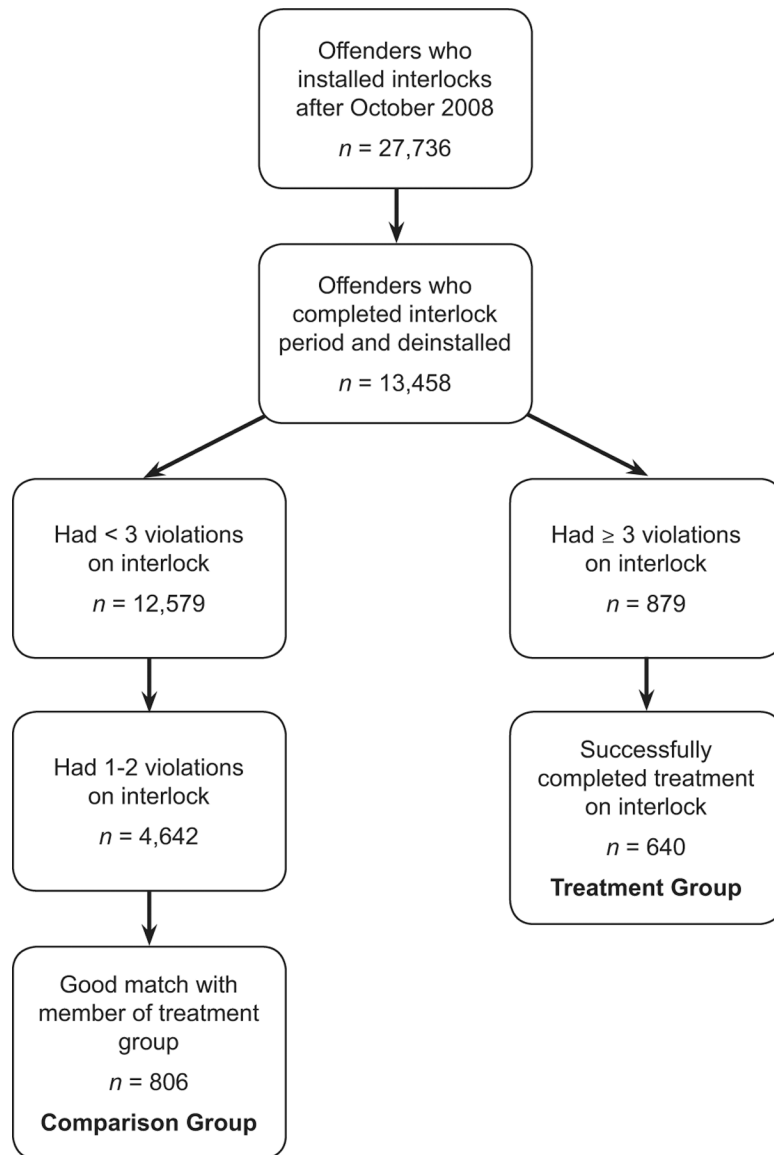 Offenders who
installed interlocks
after October 2008
n = 27,736
Offenders who
completed interlock
period and deinstalled
n = 13,458
Had < 3 violations
on interlock
n = 12,579
Had ≥ 3 violations
on interlock
n = 879
Had 1-2 violations
on interlock
n = 4,642
Successfully
completed treatment
on interlock
n = 640
Treatment Group
Good match with
member of treatment
group
n = 806
Comparison Group